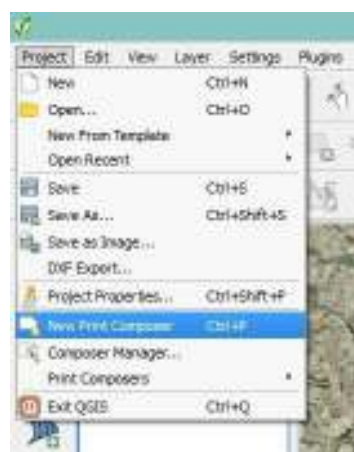 Project Edit View Layer Settings Plugins
New Ctrl+N
Open... Ctrl+O
New From Template
Open Recent
Save Ctrl+S
Save As... Ctrl+Shift+S
Save as Image...
DXF Export...
Project Properties... Ctrl+Shift+P
New Print Composer Ctrl+P
Composer Manager...
Print Composers
Exit QGIS Ctrl+Q